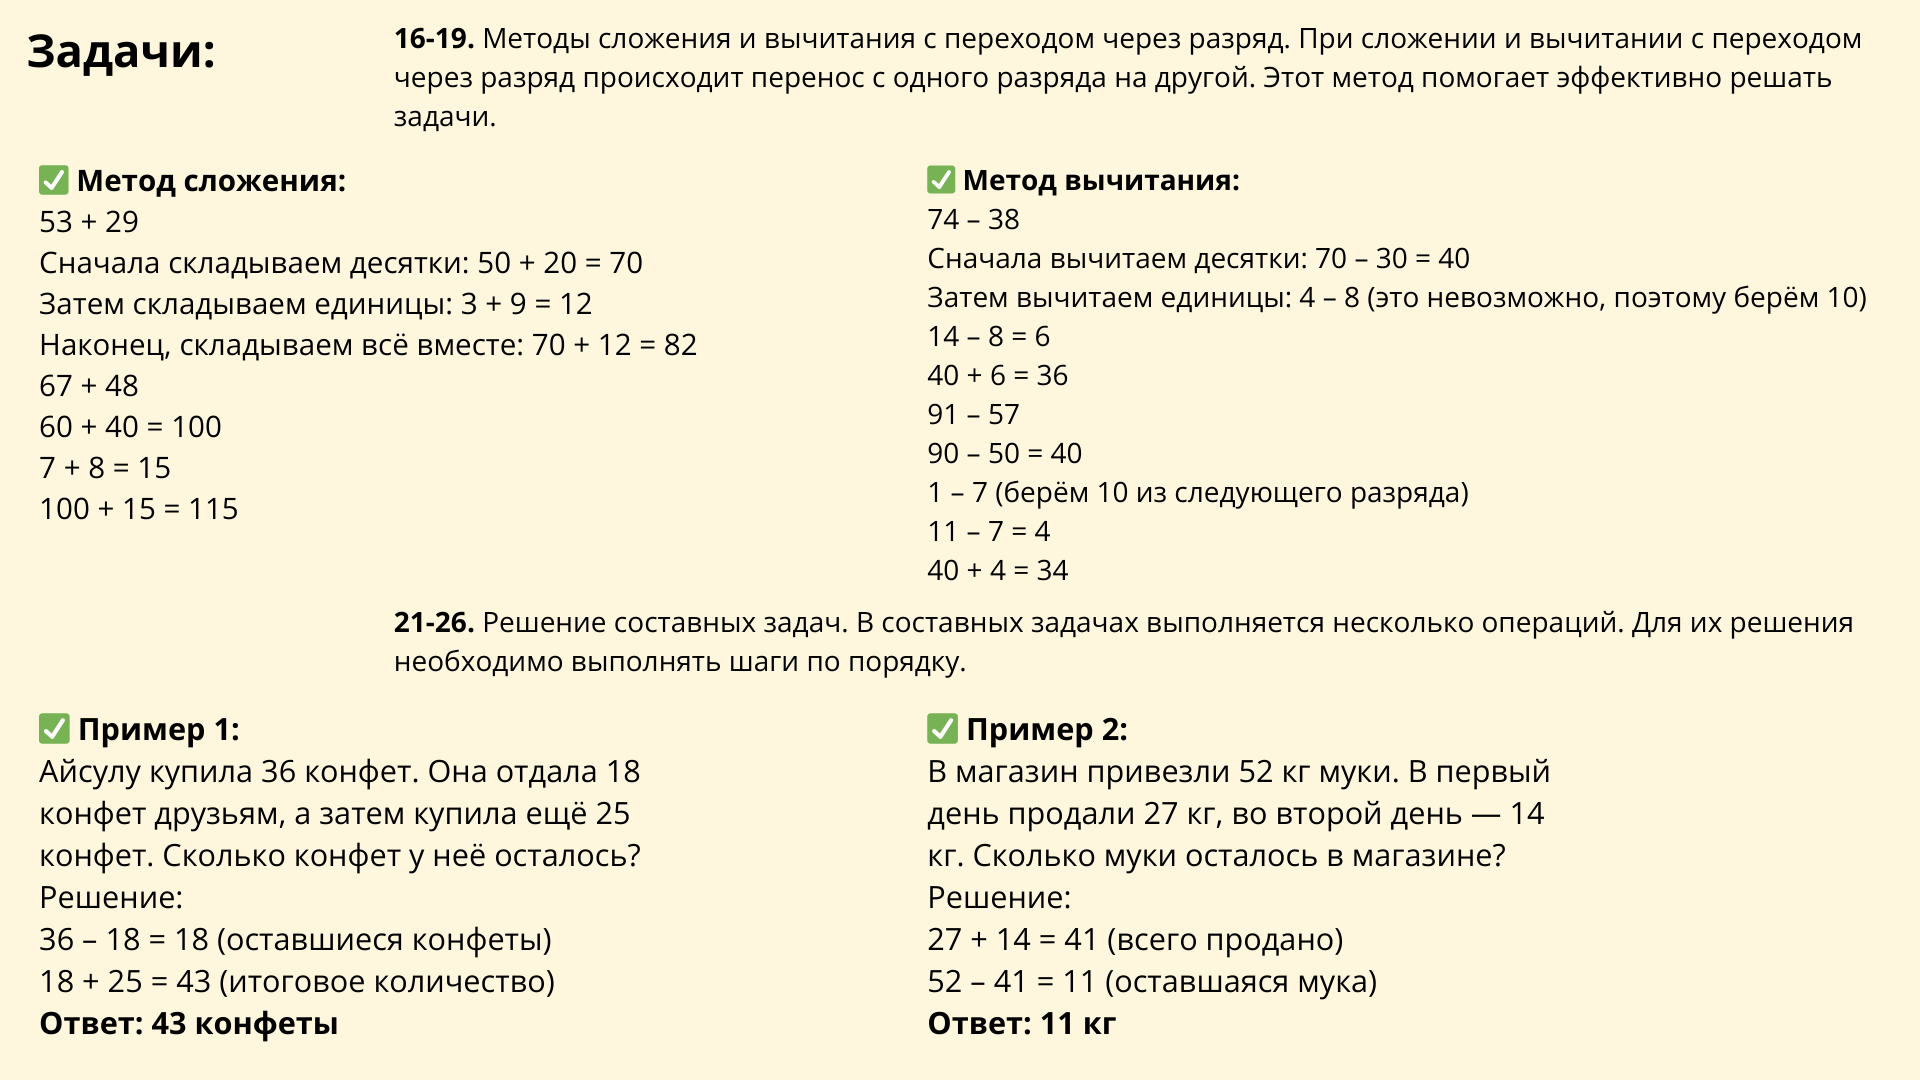 Задачи:
16-19. Методы сложения и вычитания с переходом через разряд. При сложении и вычитании с переходом
через разряд происходит перенос с одного разряда на другой. Этот метод помогает эффективно решать
задачи.
✅ Метод сложения:
53 + 29
Сначала складываем десятки: 50 + 20 = 70
Затем складываем единицы: 3 + 9 = 12
Наконец, складываем всё вместе: 70 + 12 = 82
67 + 48
60 + 40 = 100
7 + 8 = 15
100 + 15 = 115
✅ Метод вычитания:
74 – 38
Сначала вычитаем десятки: 70 – 30 = 40
Затем вычитаем единицы: 4 – 8 (это невозможно, поэтому берём 10)
14 – 8 = 6
40 + 6 = 36
91 – 57
90 – 50 = 40
1 – 7 (берём 10 из следующего разряда)
11 – 7 = 4
40 + 4 = 34
21-26. Решение составных задач. В составных задачах выполняется несколько операций. Для их решения
необходимо выполнять шаги по порядку.
✅ Пример 1:
Айсулу купила 36 конфет. Она отдала 18
конфет друзьям, а затем купила ещё 25
конфет. Сколько конфет у неё осталось?
Решение:
36 – 18 = 18 (оставшиеся конфеты)
18 + 25 = 43 (итоговое количество)
Ответ: 43 конфеты
✅ Пример 2:
В магазин привезли 52 кг муки. В первый
день продали 27 кг, во второй день — 14
кг. Сколько муки осталось в магазине?
Решение:
27 + 14 = 41 (всего продано)
52 – 41 = 11 (оставшаяся мука)
Ответ: 11 кг